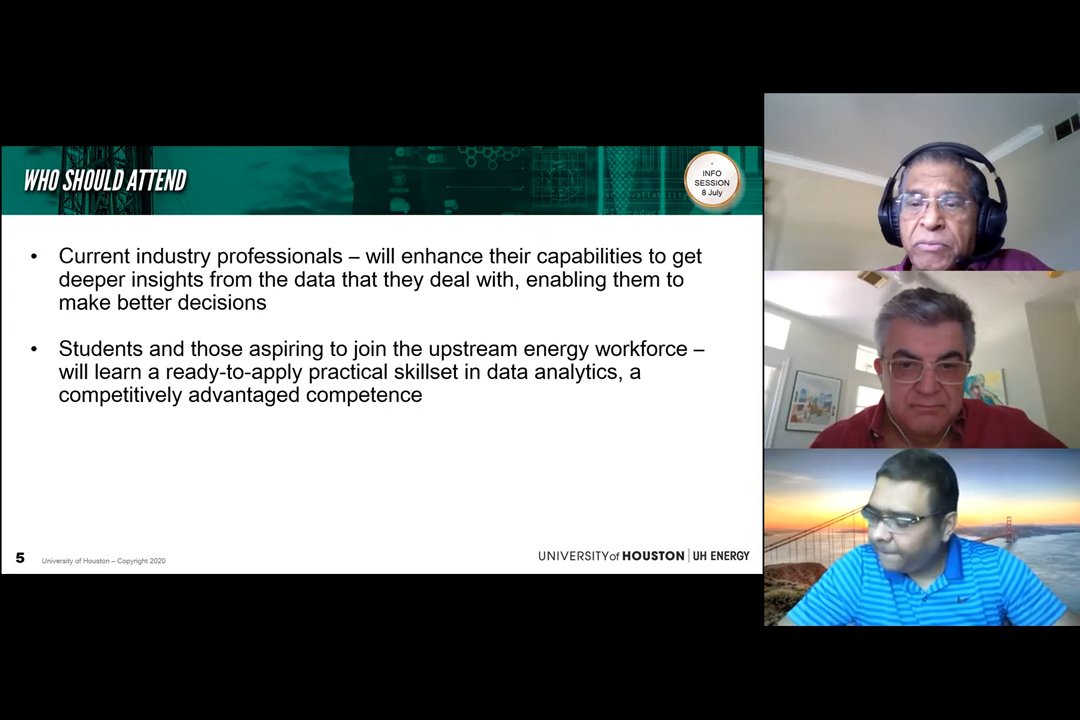 WHO SHOULD ATTEND
INFO
SESSION
8 July
• Current industry professionals – will enhance their capabilities to get
deeper insights from the data that they deal with, enabling them to
make better decisions
• Students and those aspiring to join the upstream energy workforce –
will learn a ready-to-apply practical skillset in data analytics, a
competitively advantaged competence
5
University of Houston – Copyright 2020
UNIVERSITYof HOUSTON | UH ENERGY